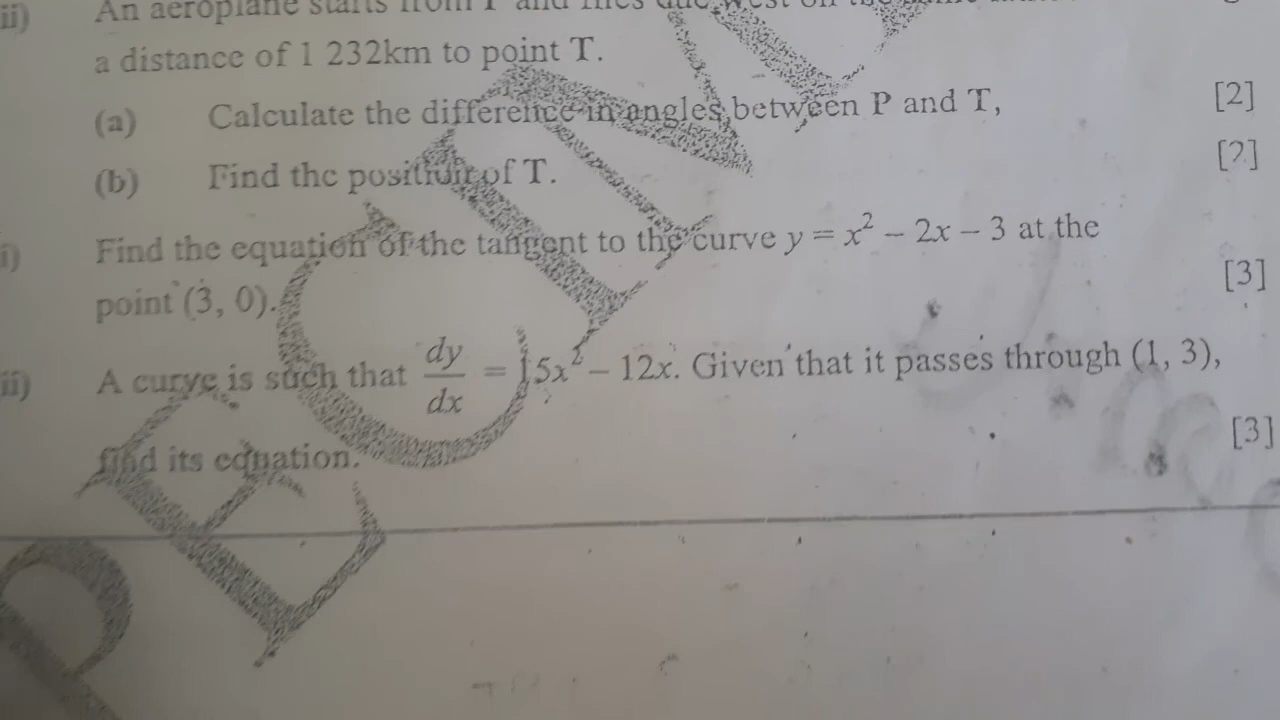 ii) An aeroplane starts from P and flies due west on the same
a distance of 1 232km to point T.
(a) Calculate the difference in angles between P and T, [2]
(b) Find the position of T. [2]
i) Find the equation of the tangent to the curve y = x² – 2x – 3 at the
point (3, 0). [3]
ii) A curve is such that dy/dx = 15x² – 12x. Given that it passes through (1, 3),
find its equation. [3]
SPECIMEN